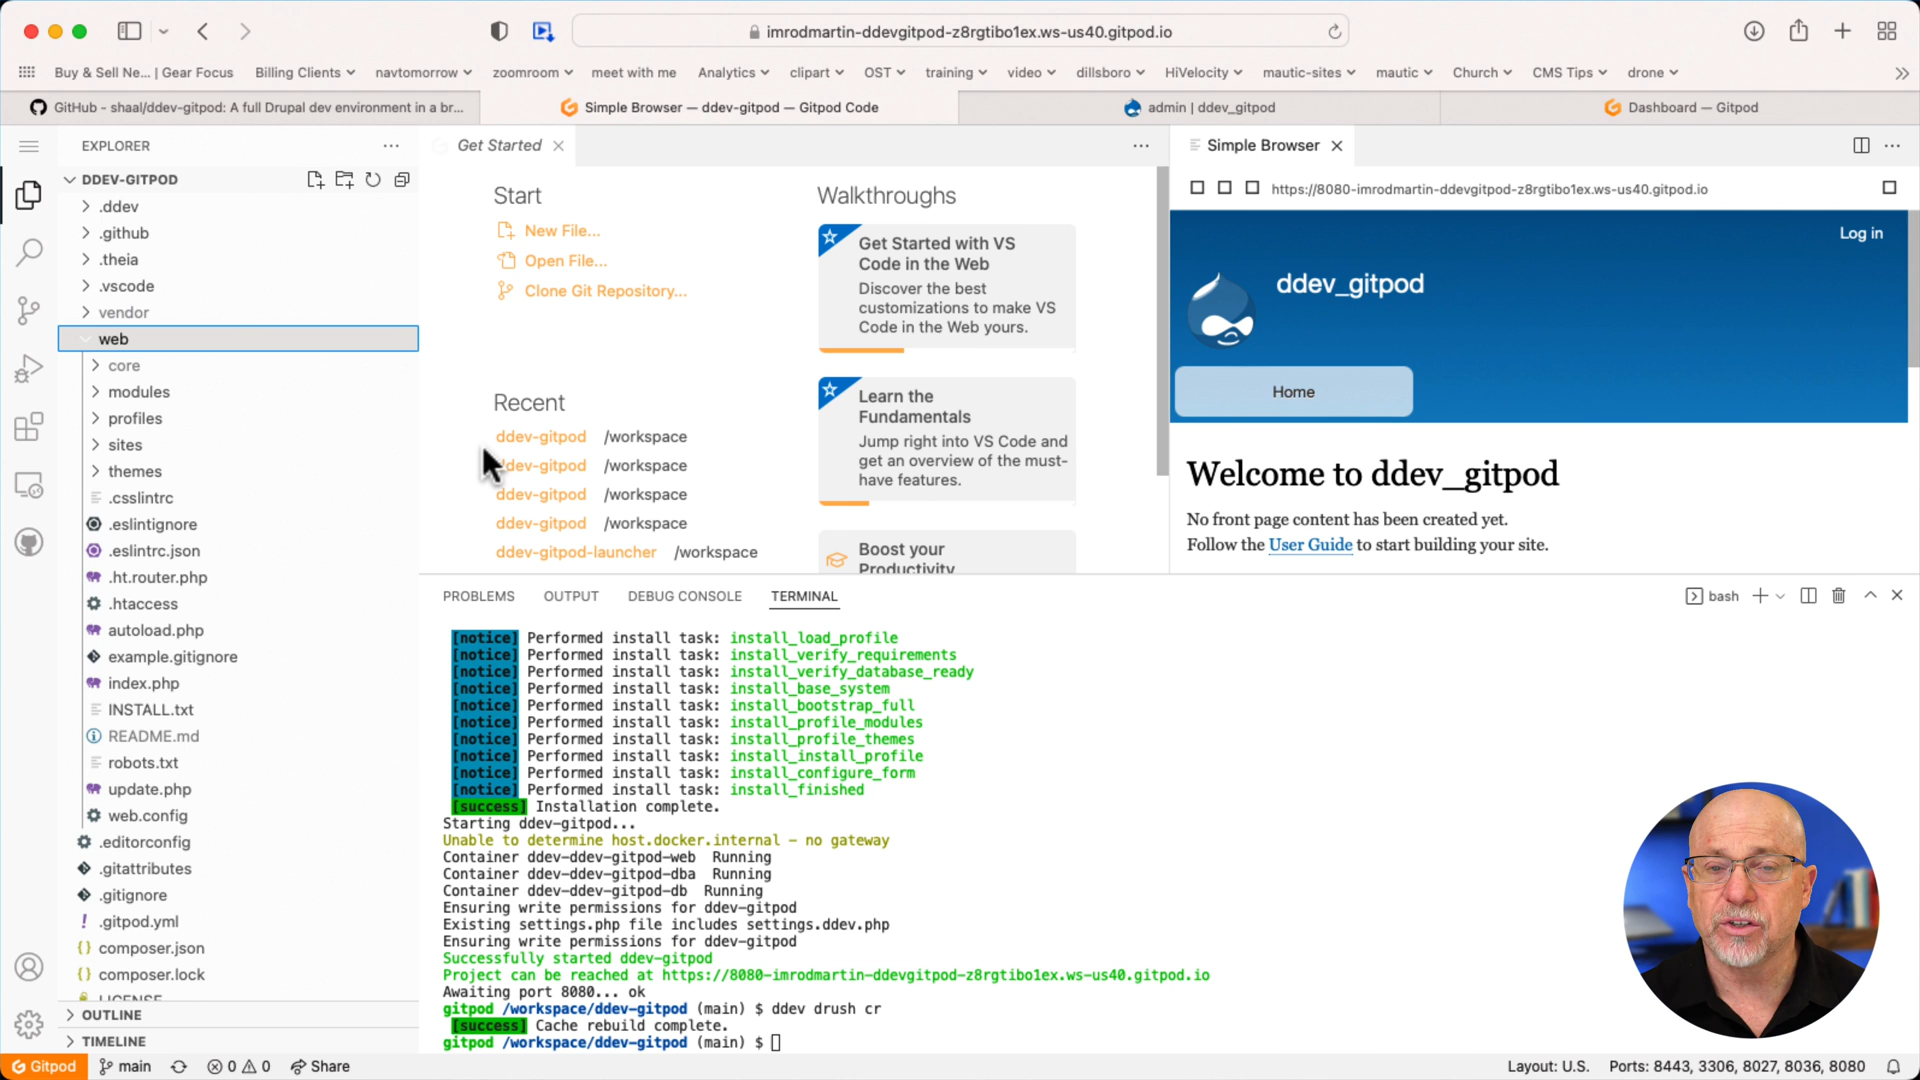 imrodmartin-ddevgitpod-z8rgtibo1ex.ws-us40.gitpod.io
Buy & Sell Ne... | Gear Focus
Billing Clients
navtomorrow
zoomroom
meet with me
Analytics
clipart
OST
training
video
dillsboro
HiVelocity
mautic-sites
mautic
Church
CMS Tips
drone
GitHub - shaal/ddev-gitpod: A full Drupal dev environment in a br...
Simple Browser — ddev-gitpod — Gitpod Code
admin | ddev_gitpod
Dashboard — Gitpod
EXPLORER
DDEV-GITPOD
.ddev
.github
.theia
.vscode
vendor
web
core
modules
profiles
sites
themes
.csslintrc
.eslintignore
.eslintrc.json
.ht.router.php
.htaccess
autoload.php
example.gitignore
index.php
INSTALL.txt
README.md
robots.txt
update.php
web.config
.editorconfig
.gitattributes
.gitignore
.gitpod.yml
composer.json
composer.lock
LICENSE
OUTLINE
TIMELINE
Get Started
Start
New File...
Open File...
Clone Git Repository...
Recent
ddev-gitpod /workspace
ddev-gitpod /workspace
ddev-gitpod /workspace
ddev-gitpod /workspace
ddev-gitpod-launcher /workspace
Walkthroughs
Get Started with VS
Code in the Web
Discover the best
customizations to make VS
Code in the Web yours.
Learn the
Fundamentals
Jump right into VS Code and
get an overview of the must-
have features.
Boost your
Productivity
Simple Browser
https://8080-imrodmartin-ddevgitpod-z8rgtibo1ex.ws-us40.gitpod.io
Log in
ddev_gitpod
Home
Welcome to ddev_gitpod
No front page content has been created yet.
Follow the User Guide to start building your site.
PROBLEMS
OUTPUT
DEBUG CONSOLE
TERMINAL
bash
[notice] Performed install task: install_load_profile
[notice] Performed install task: install_verify_requirements
[notice] Performed install task: install_verify_database_ready
[notice] Performed install task: install_base_system
[notice] Performed install task: install_bootstrap_full
[notice] Performed install task: install_profile_modules
[notice] Performed install task: install_profile_themes
[notice] Performed install task: install_install_profile
[notice] Performed install task: install_configure_form
[notice] Performed install task: install_finished
[success] Installation complete.
Starting ddev-gitpod...
Unable to determine host.docker.internal - no gateway
Container ddev-ddev-gitpod-web  Running
Container ddev-ddev-gitpod-dba  Running
Container ddev-ddev-gitpod-db  Running
Ensuring write permissions for ddev-gitpod
Existing settings.php file includes settings.ddev.php
Ensuring write permissions for ddev-gitpod
Successfully started ddev-gitpod
Project can be reached at https://8080-imrodmartin-ddevgitpod-z8rgtibo1ex.ws-us40.gitpod.io
Awaiting port 8080... ok
gitpod /workspace/ddev-gitpod (main) $ ddev drush cr
[success] Cache rebuild complete.
gitpod /workspace/ddev-gitpod (main) $
Gitpod
main
0
0
Share
Layout: U.S.
Ports: 8443, 3306, 8027, 8036, 8080